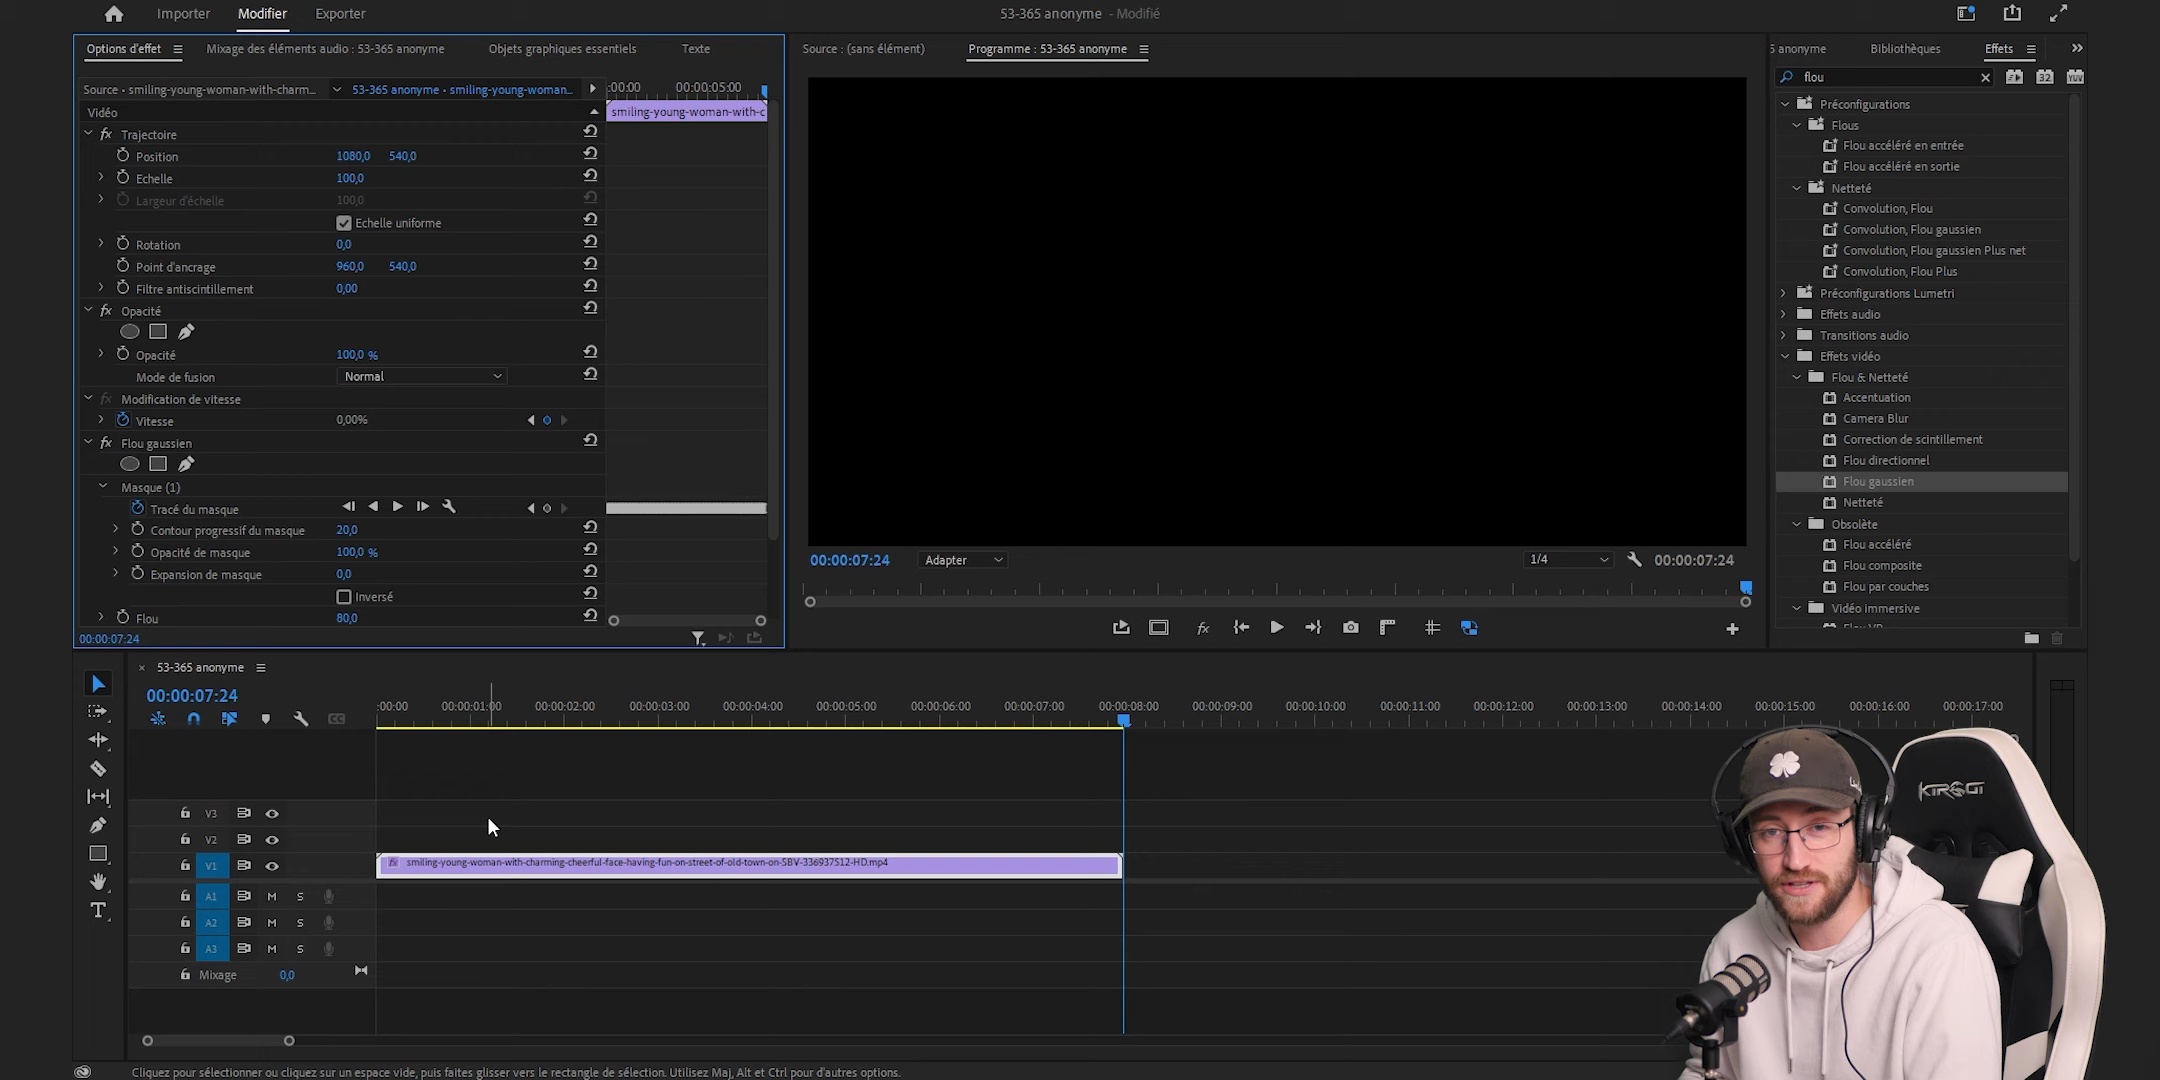 Importer Modifier Exporter
53-365 anonyme - Modifié
Options d'effet Mixage des éléments audio : 53-365 anonyme Objets graphiques essentiels Texte
Source • smiling-young-woman-with-charm... 53-365 anonyme • smiling-young-woman... :00:00 00:00:05:00
Vidéo smiling-young-woman-with-c
Trajectoire
Position 1080,0 540,0
Echelle 100,0
Largeur d'échelle 100,0
Echelle uniforme
Rotation 0,0
Point d'ancrage 960,0 540,0
Filtre antiscintillement 0,00
Opacité
Opacité 100,0 %
Mode de fusion Normal
Modification de vitesse
Vitesse 0,00%
Flou gaussien
Masque (1)
Tracé du masque
Contour progressif du masque 20,0
Opacité de masque 100,0 %
Expansion de masque 0,0
Inversé
Flou 80,0
00:00:07:24
Source : (sans élément) Programme : 53-365 anonyme
00:00:07:24 Adapter 1/4 00:00:07:24
5 anonyme Bibliothèques Effets
flou 32 YUV
Préconfigurations
Flous
Flou accéléré en entrée
Flou accéléré en sortie
Netteté
Convolution, Flou
Convolution, Flou gaussien
Convolution, Flou gaussien Plus net
Convolution, Flou Plus
Préconfigurations Lumetri
Effets audio
Transitions audio
Effets vidéo
Flou & Netteté
Accentuation
Camera Blur
Correction de scintillement
Flou directionnel
Flou gaussien
Netteté
Obsolète
Flou accéléré
Flou composite
Flou par couches
Vidéo immersive
53-365 anonyme
00:00:07:24
:00:00 00:00:01:00 00:00:02:00 00:00:03:00 00:00:04:00 00:00:05:00 00:00:06:00 00:00:07:00 00:00:08:00 00:00:09:00 00:00:10:00 00:00:11:00 00:00:12:00 00:00:13:00 00:00:14:00 00:00:15:00 00:00:16:00 00:00:17:00
V3
V2
V1 smiling-young-woman-with-charming-cheerful-face-having-fun-on-street-of-old-town-on-SBV-336937512-HD.mp4
A1 M S
A2 M S
A3 M S
Mixage 0,0
KIROGI
Cliquez pour sélectionner ou cliquez sur un espace vide, puis faites glisser vers le rectangle de sélection. Utilisez Maj, Alt et Ctrl pour d'autres options.